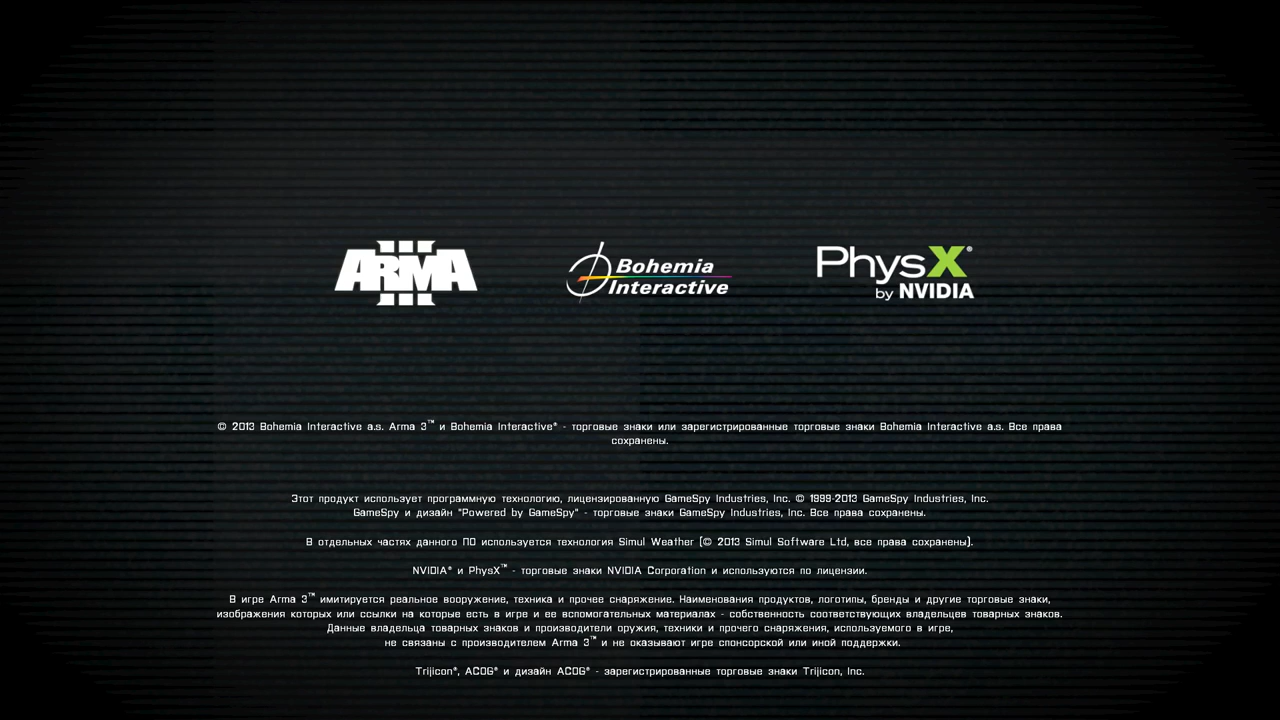 ARMA III
Bohemia
Interactive
PhysX®
by NVIDIA
© 2013 Bohemia Interactive a.s. Arma 3™ и Bohemia Interactive® - торговые знаки или зарегистрированные торговые знаки Bohemia Interactive a.s. Все права
сохранены.
Этот продукт использует программную технологию, лицензированную GameSpy Industries, Inc. © 1999-2013 GameSpy Industries, Inc.
GameSpy и дизайн "Powered by GameSpy" - торговые знаки GameSpy Industries, Inc. Все права сохранены.
В отдельных частях данного ПО используется технология Simul Weather (© 2013 Simul Software Ltd, все права сохранены).
NVIDIA® и PhysX™ - торговые знаки NVIDIA Corporation и используются по лицензии.
В игре Arma 3™ имитируется реальное вооружение, техника и прочее снаряжение. Наименования продуктов, логотипы, бренды и другие торговые знаки,
изображения которых или ссылки на которые есть в игре и ее вспомогательных материалах - собственность соответствующих владельцев товарных знаков.
Данные владельца товарных знаков и производители оружия, техники и прочего снаряжения, используемого в игре,
не связаны с производителем Arma 3™ и не оказывают игре спонсорской или иной поддержки.
Trijicon®, ACOG® и дизайн ACOG® - зарегистрированные торговые знаки Trijicon, Inc.